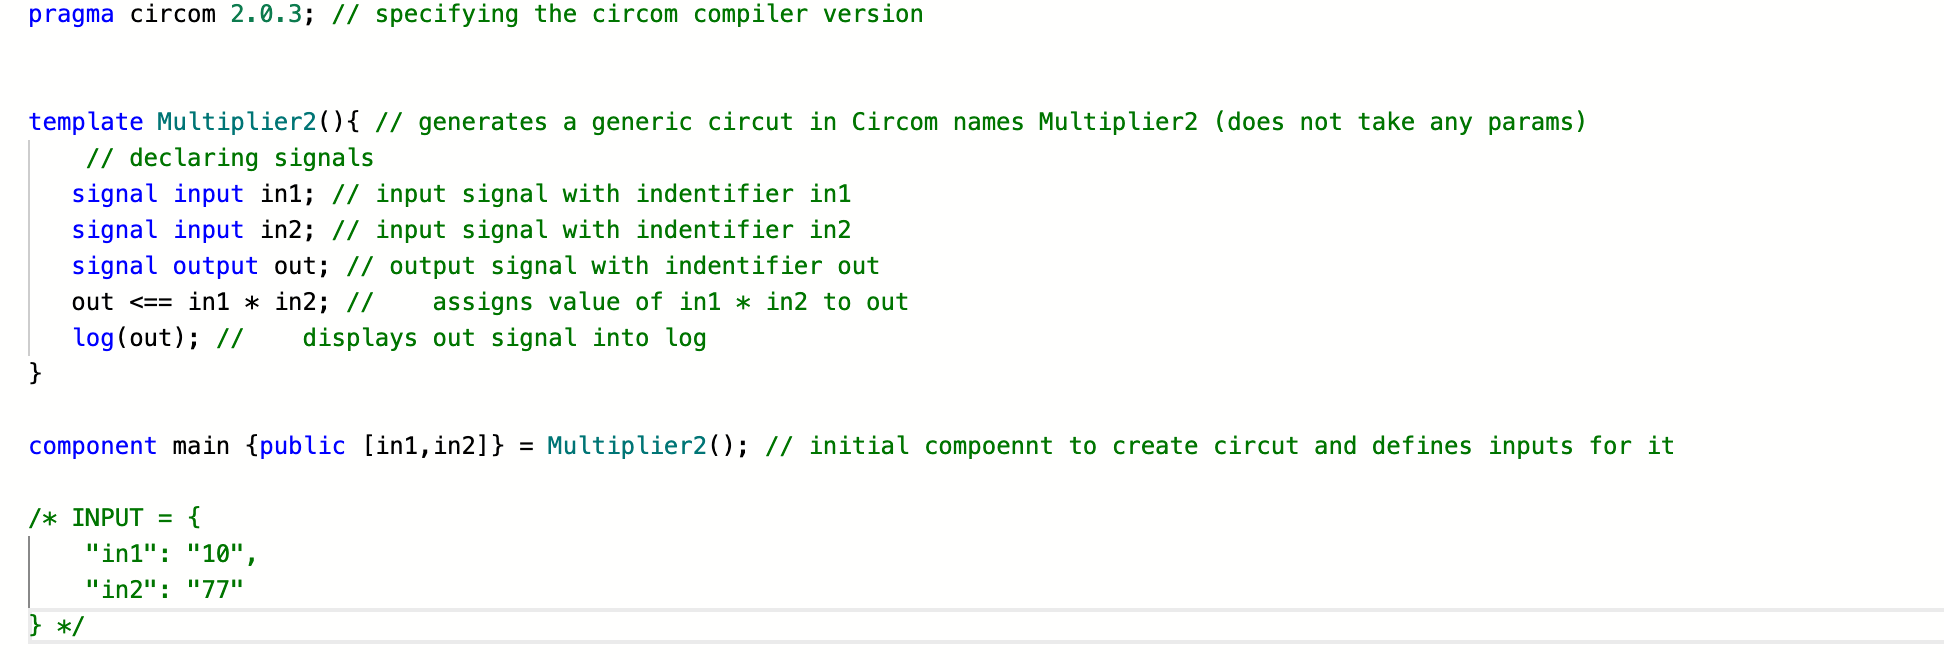 pragma circom 2.0.3; // specifying the circom compiler version
template Multiplier2(){ // generates a generic circut in Circom names Multiplier2 (does not take any params)
// declaring signals
signal input in1; // input signal with indentifier in1
signal input in2; // input signal with indentifier in2
signal output out; // output signal with indentifier out
out <== in1 * in2; //    assigns value of in1 * in2 to out
log(out); //    displays out signal into log
}
component main {public [in1,in2]} = Multiplier2(); // initial compoennt to create circut and defines inputs for it
/* INPUT = {
"in1": "10",
"in2": "77"
} */